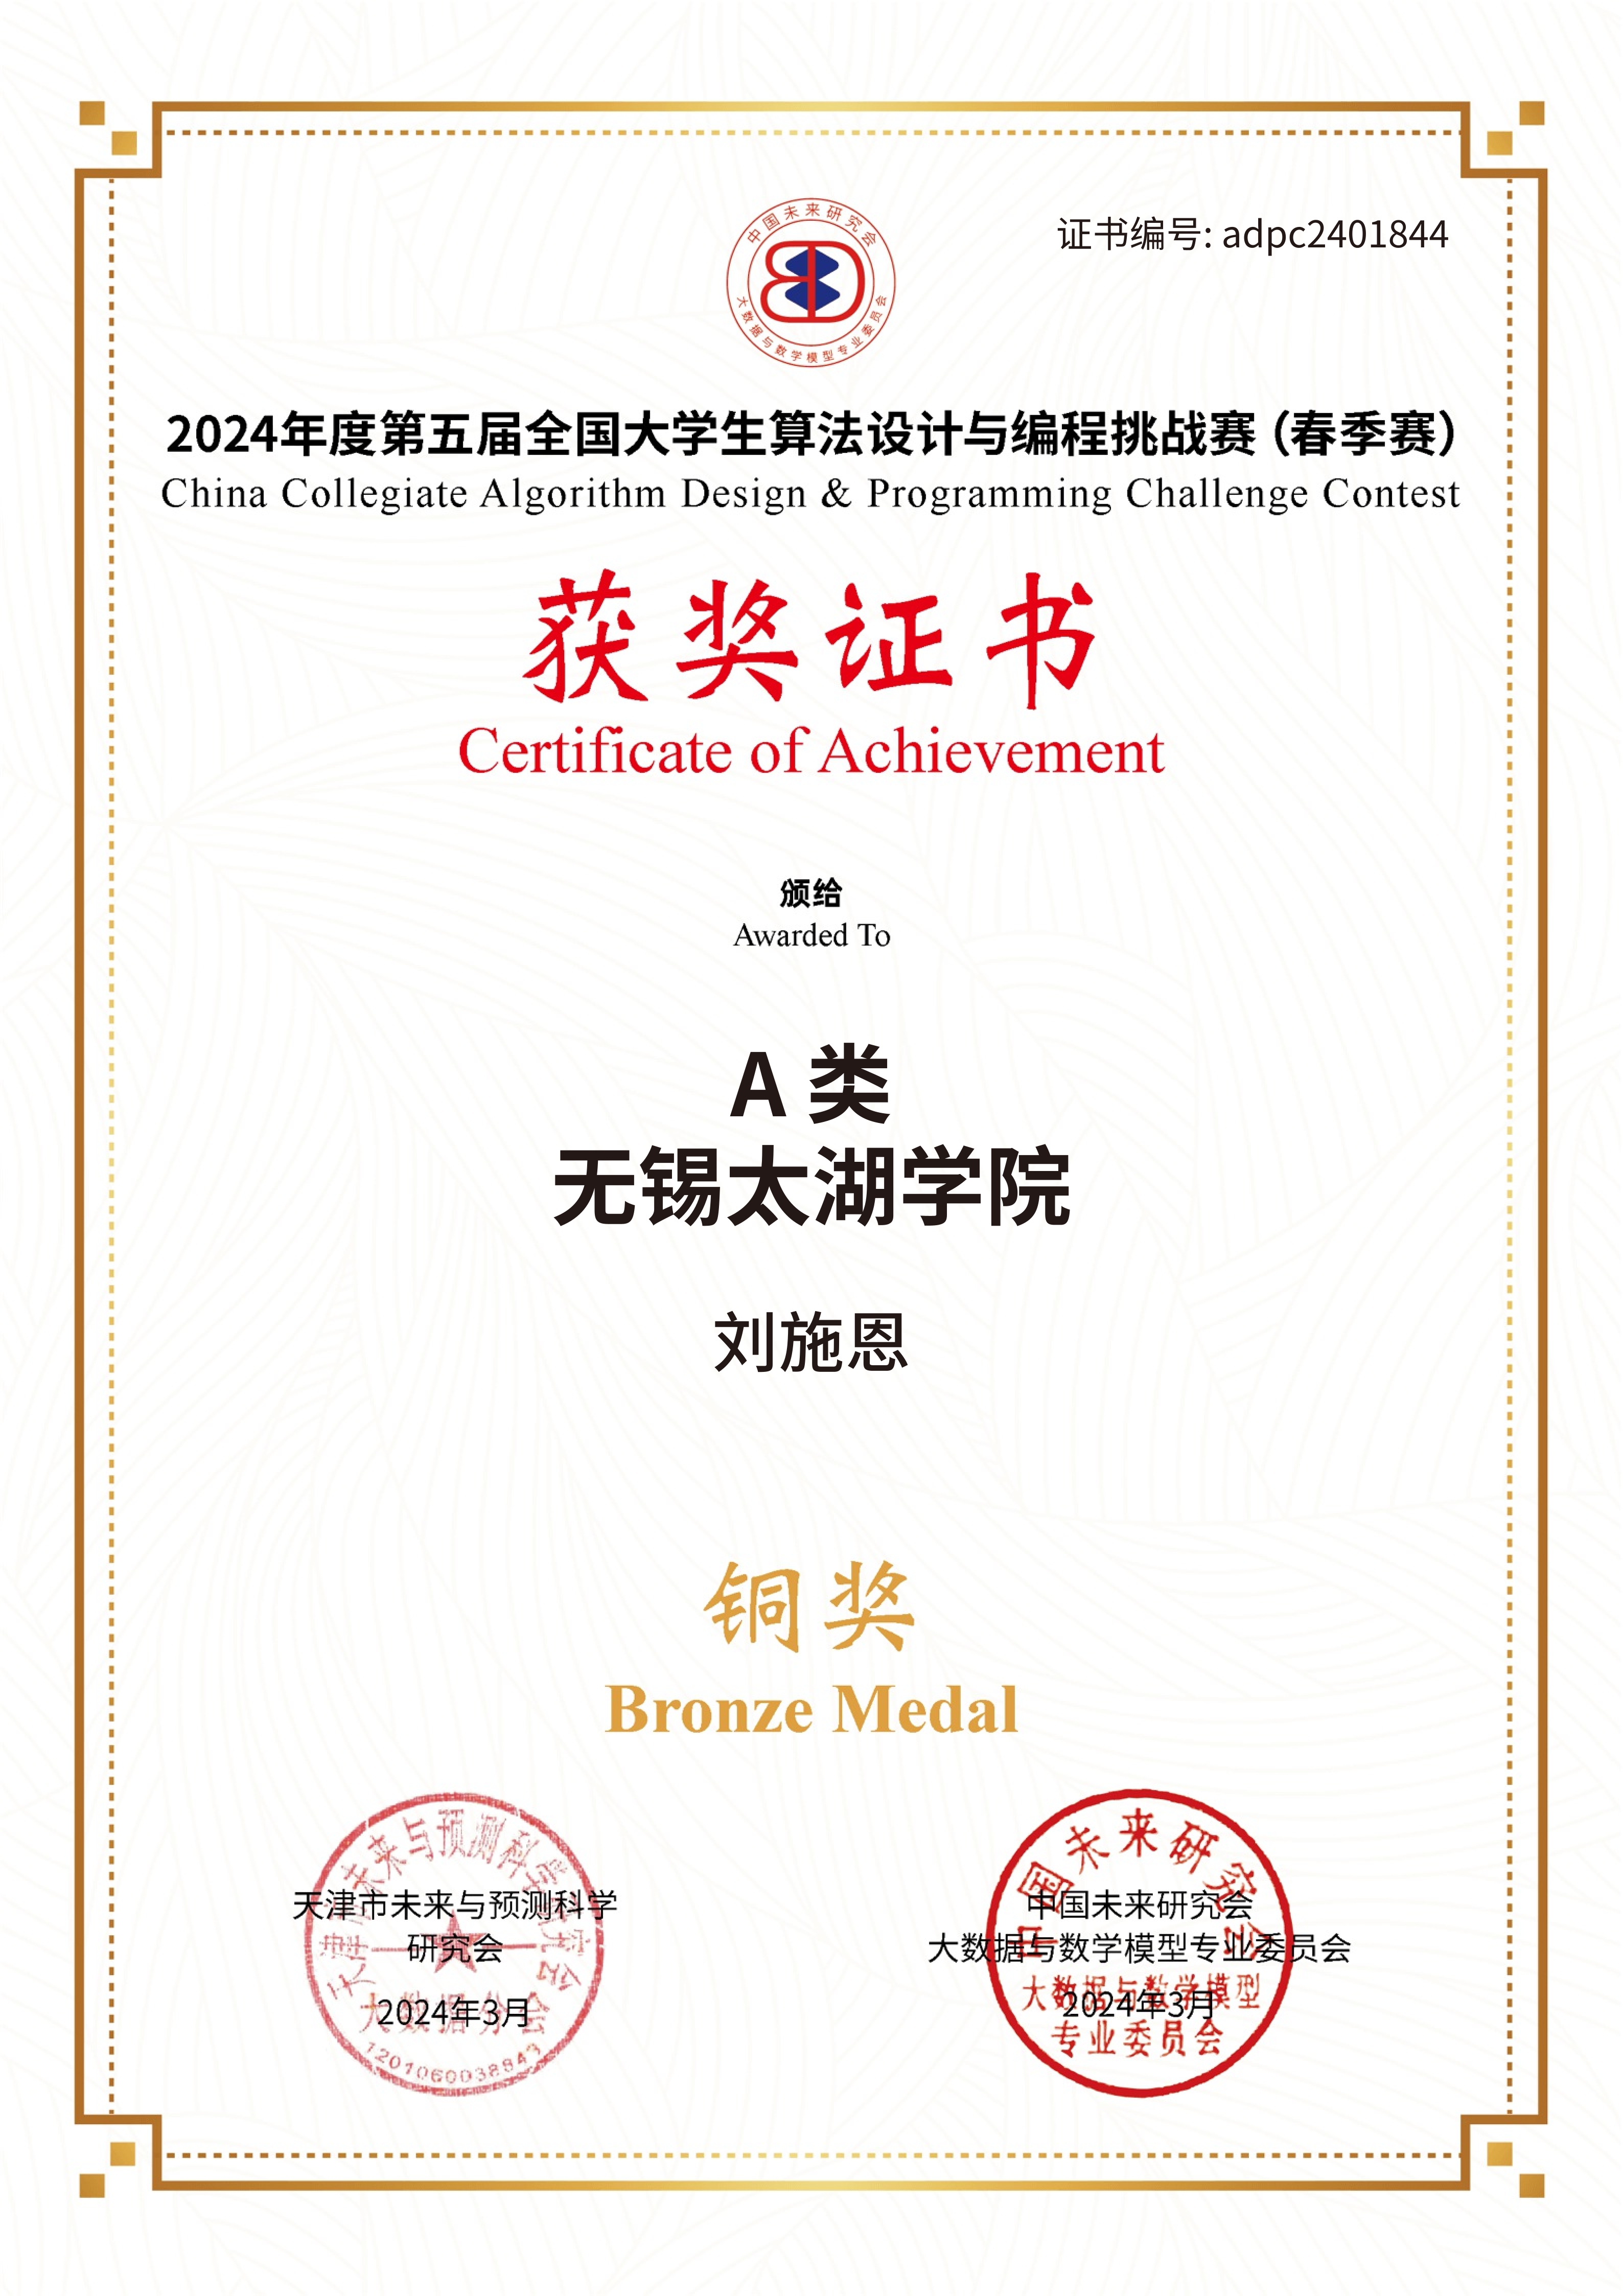 中国未来研究会
大数据与数学模型专业委员会
证书编号: adpc2401844
2024年度第五届全国大学生算法设计与编程挑战赛（春季赛）
China Collegiate Algorithm Design & Programming Challenge Contest
获奖证书
Certificate of Achievement
颁给
Awarded To
A 类
无锡太湖学院
刘施恩
铜奖
Bronze Medal
天津市未来与预测科学研究会
大数据分会
1201060038843
天津市未来与预测科学
研究会
2024年3月
中国未来研究会
大数据与数学模型
专业委员会
中国未来研究会
大数据与数学模型专业委员会
2024年3月